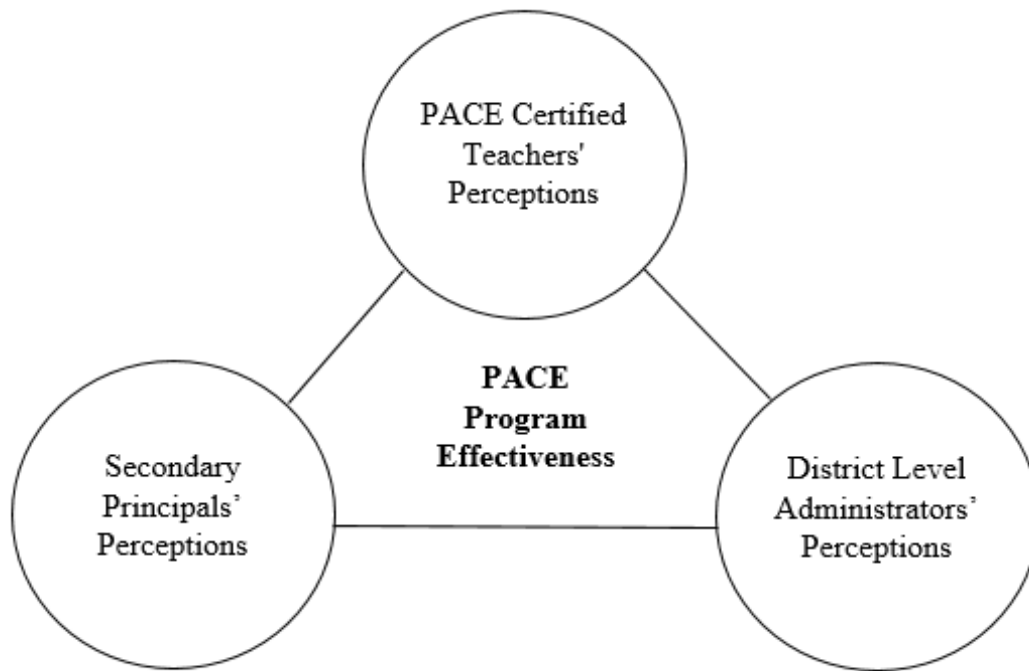 PACE Certified
Teachers'
Perceptions
PACE
Program
Effectiveness
Secondary
Principals’
Perceptions
District Level
Administrators’
Perceptions